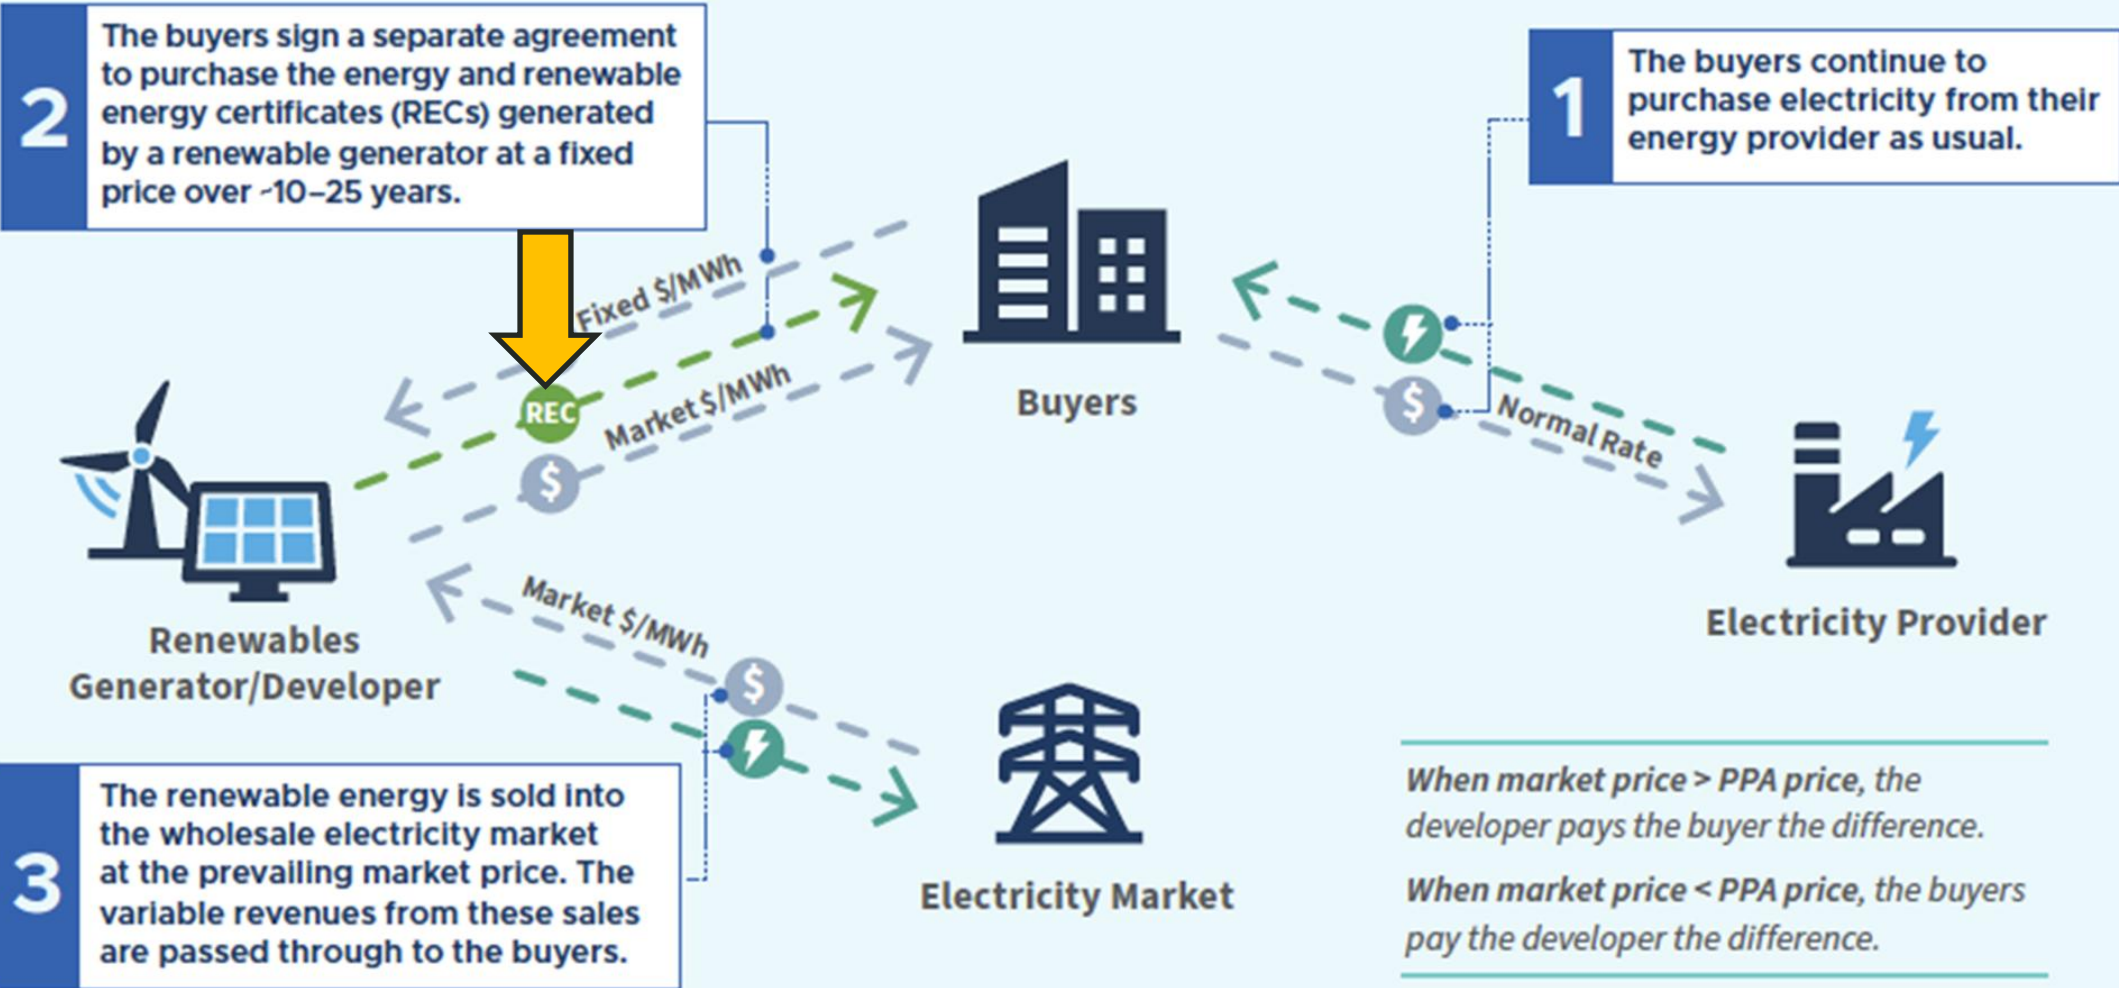 2
The buyers sign a separate agreement
to purchase the energy and renewable
energy certificates (RECs) generated
by a renewable generator at a fixed
price over ~10–25 years.
1
The buyers continue to
purchase electricity from their
energy provider as usual.
Fixed $/MWh
REC
Market $/MWh
$
Buyers
$
Normal Rate
Renewables
Generator/Developer
Electricity Provider
Market $/MWh
$
Electricity Market
3
The renewable energy is sold into
the wholesale electricity market
at the prevailing market price. The
variable revenues from these sales
are passed through to the buyers.
When market price > PPA price, the
developer pays the buyer the difference.
When market price < PPA price, the buyers
pay the developer the difference.